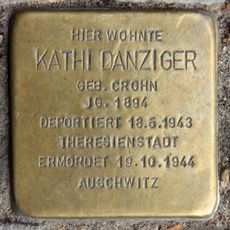 HIER WOHNTE
KATHI DANZIGER
GEB. CROHN
JG. 1894
DEPORTIERT 18.5.1943
THERESIENSTADT
ERMORDET 19.10.1944
AUSCHWITZ